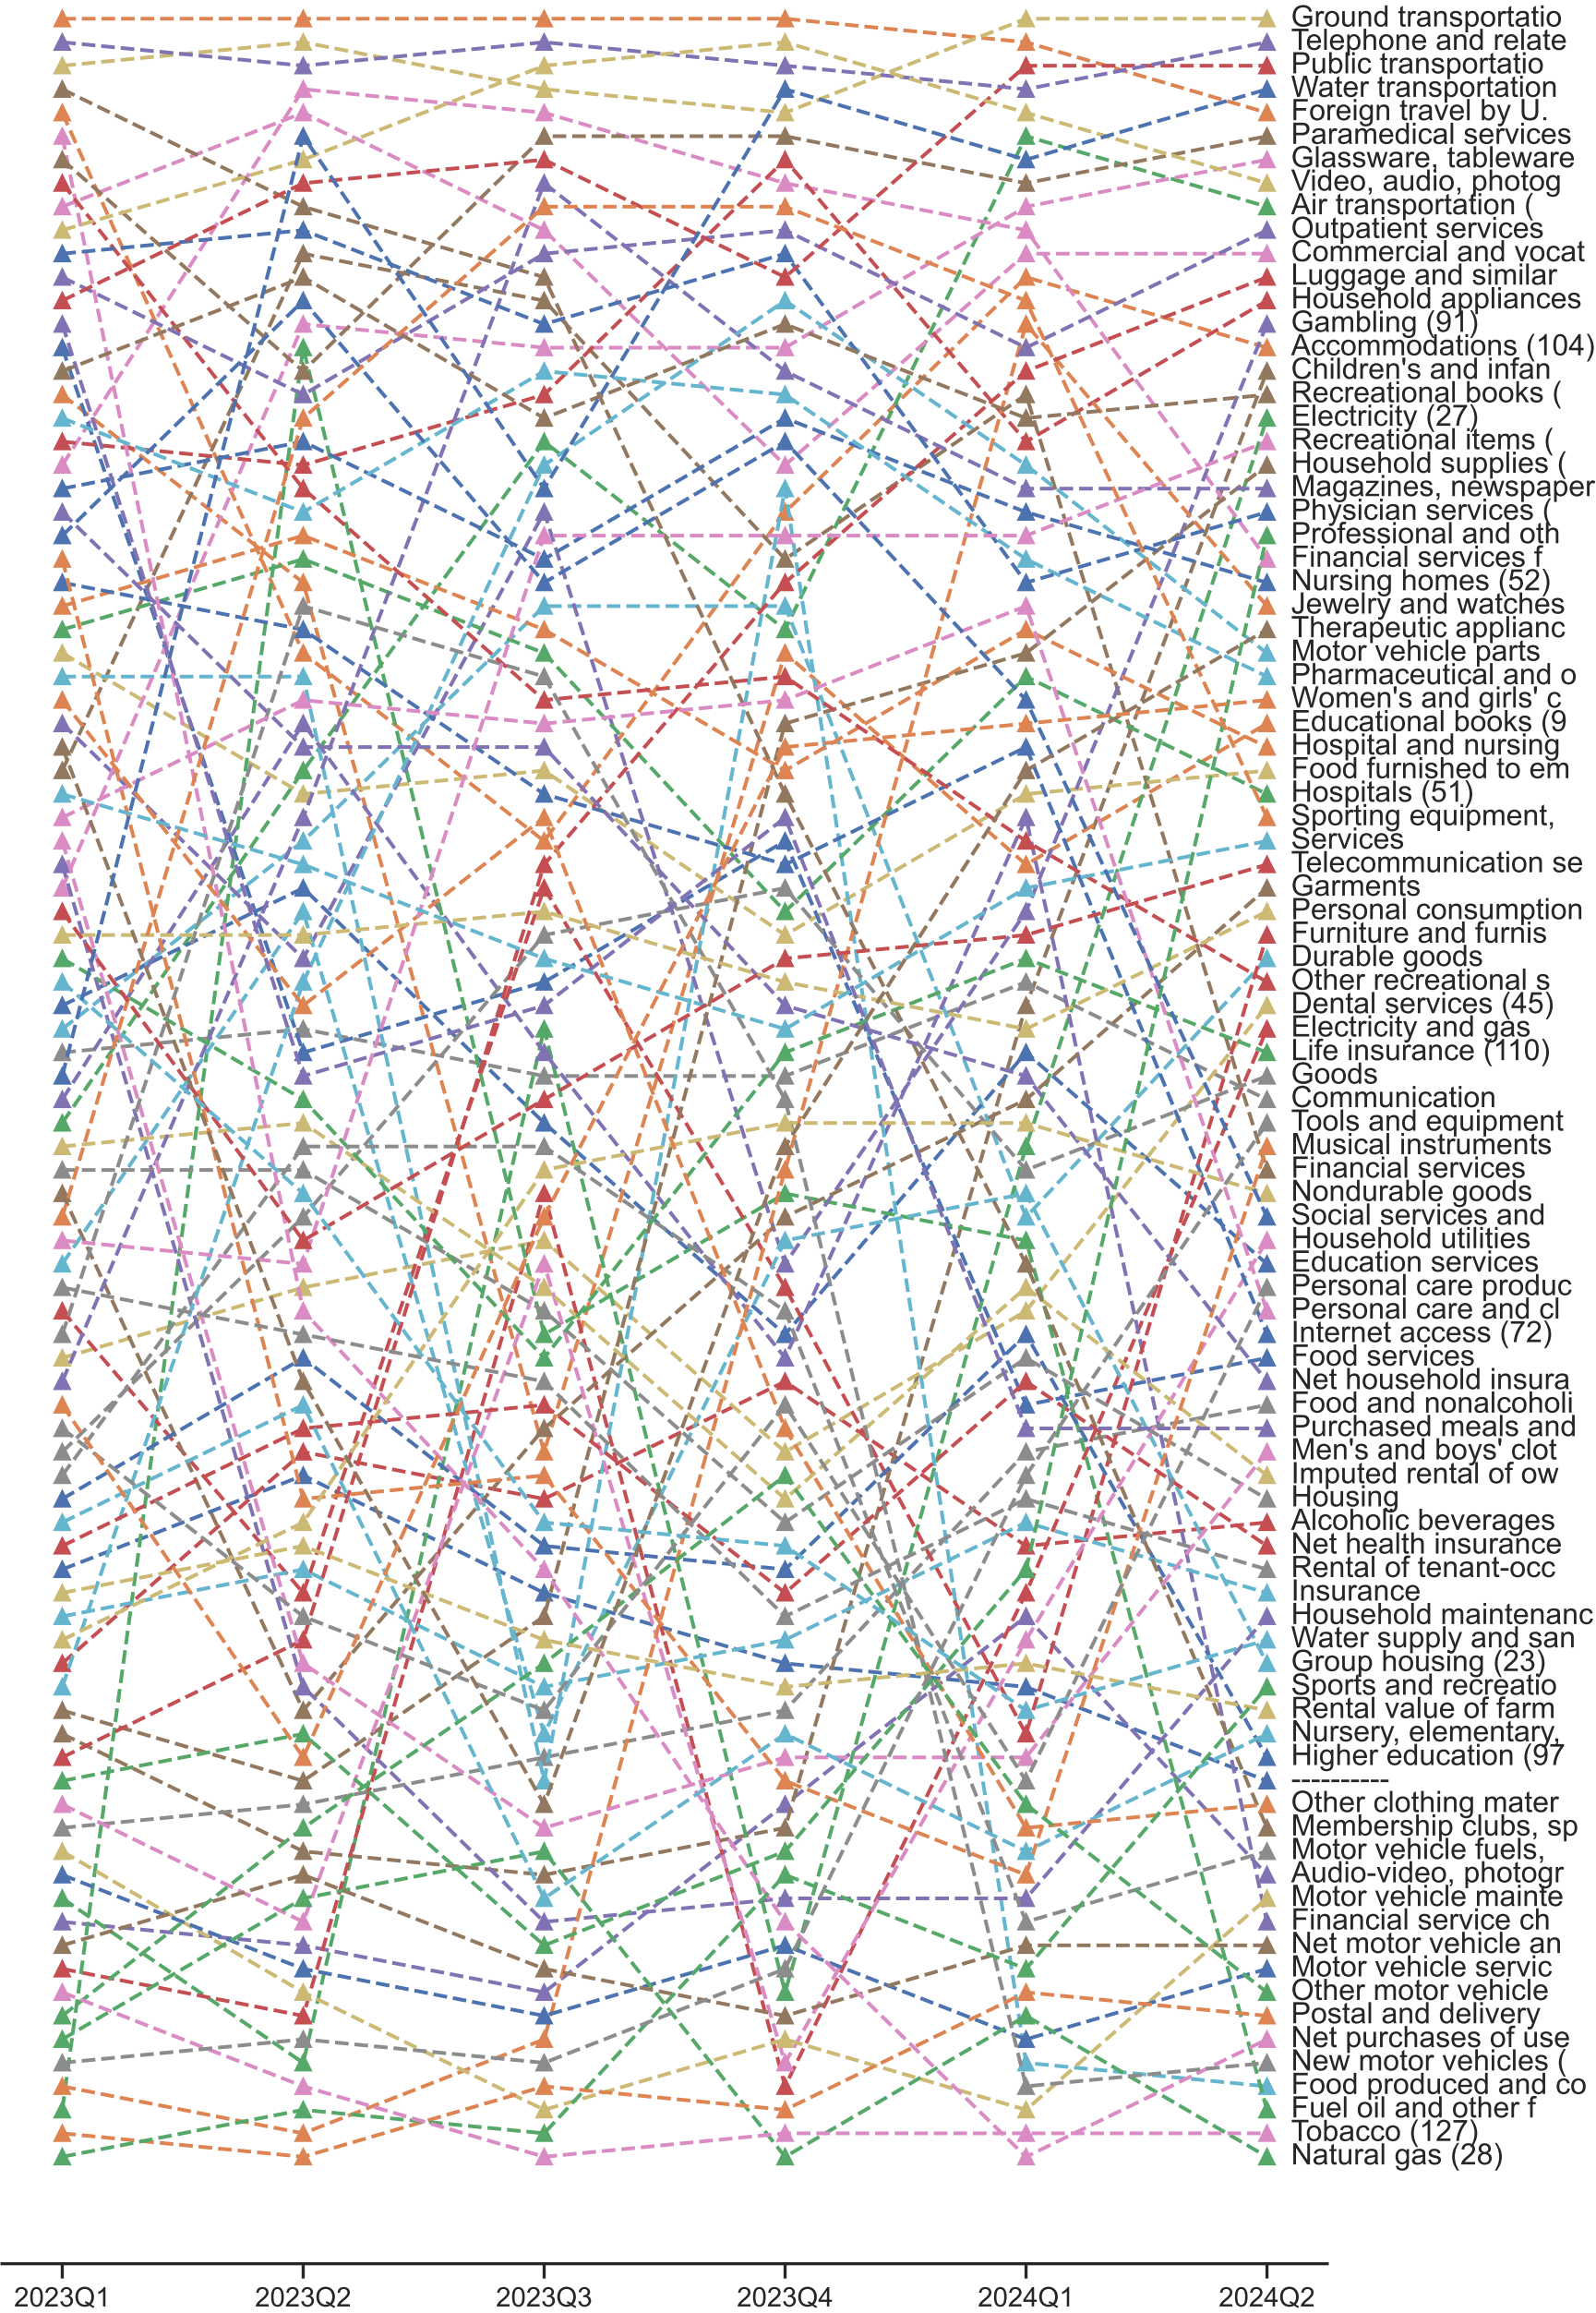 Ground transportatio
Telephone and relate
Public transportatio
Water transportation
Foreign travel by U.
Paramedical services
Glassware, tableware
Video, audio, photog
Air transportation (
Outpatient services
Commercial and vocat
Luggage and similar
Household appliances
Gambling (91)
Accommodations (104)
Children's and infan
Recreational books (
Electricity (27)
Recreational items (
Household supplies (
Magazines, newspaper
Physician services (
Professional and oth
Financial services f
Nursing homes (52)
Jewelry and watches
Therapeutic applianc
Motor vehicle parts
Pharmaceutical and o
Women's and girls' c
Educational books (9
Hospital and nursing
Food furnished to em
Hospitals (51)
Sporting equipment,
Services
Telecommunication se
Garments
Personal consumption
Furniture and furnis
Durable goods
Other recreational s
Dental services (45)
Electricity and gas
Life insurance (110)
Goods
Communication
Tools and equipment
Musical instruments
Financial services
Nondurable goods
Social services and
Household utilities
Education services
Personal care produc
Personal care and cl
Internet access (72)
Food services
Net household insura
Food and nonalcoholi
Purchased meals and
Men's and boys' clot
Imputed rental of ow
Housing
Alcoholic beverages
Net health insurance
Rental of tenant-occ
Insurance
Household maintenanc
Water supply and san
Group housing (23)
Sports and recreatio
Rental value of farm
Nursery, elementary,
Higher education (97
----------
Other clothing mater
Membership clubs, sp
Motor vehicle fuels,
Audio-video, photogr
Motor vehicle mainte
Financial service ch
Net motor vehicle an
Motor vehicle servic
Other motor vehicle
Postal and delivery
Net purchases of use
New motor vehicles (
Food produced and co
Fuel oil and other f
Tobacco (127)
Natural gas (28)
2023Q1 2023Q2 2023Q3 2023Q4 2024Q1 2024Q2